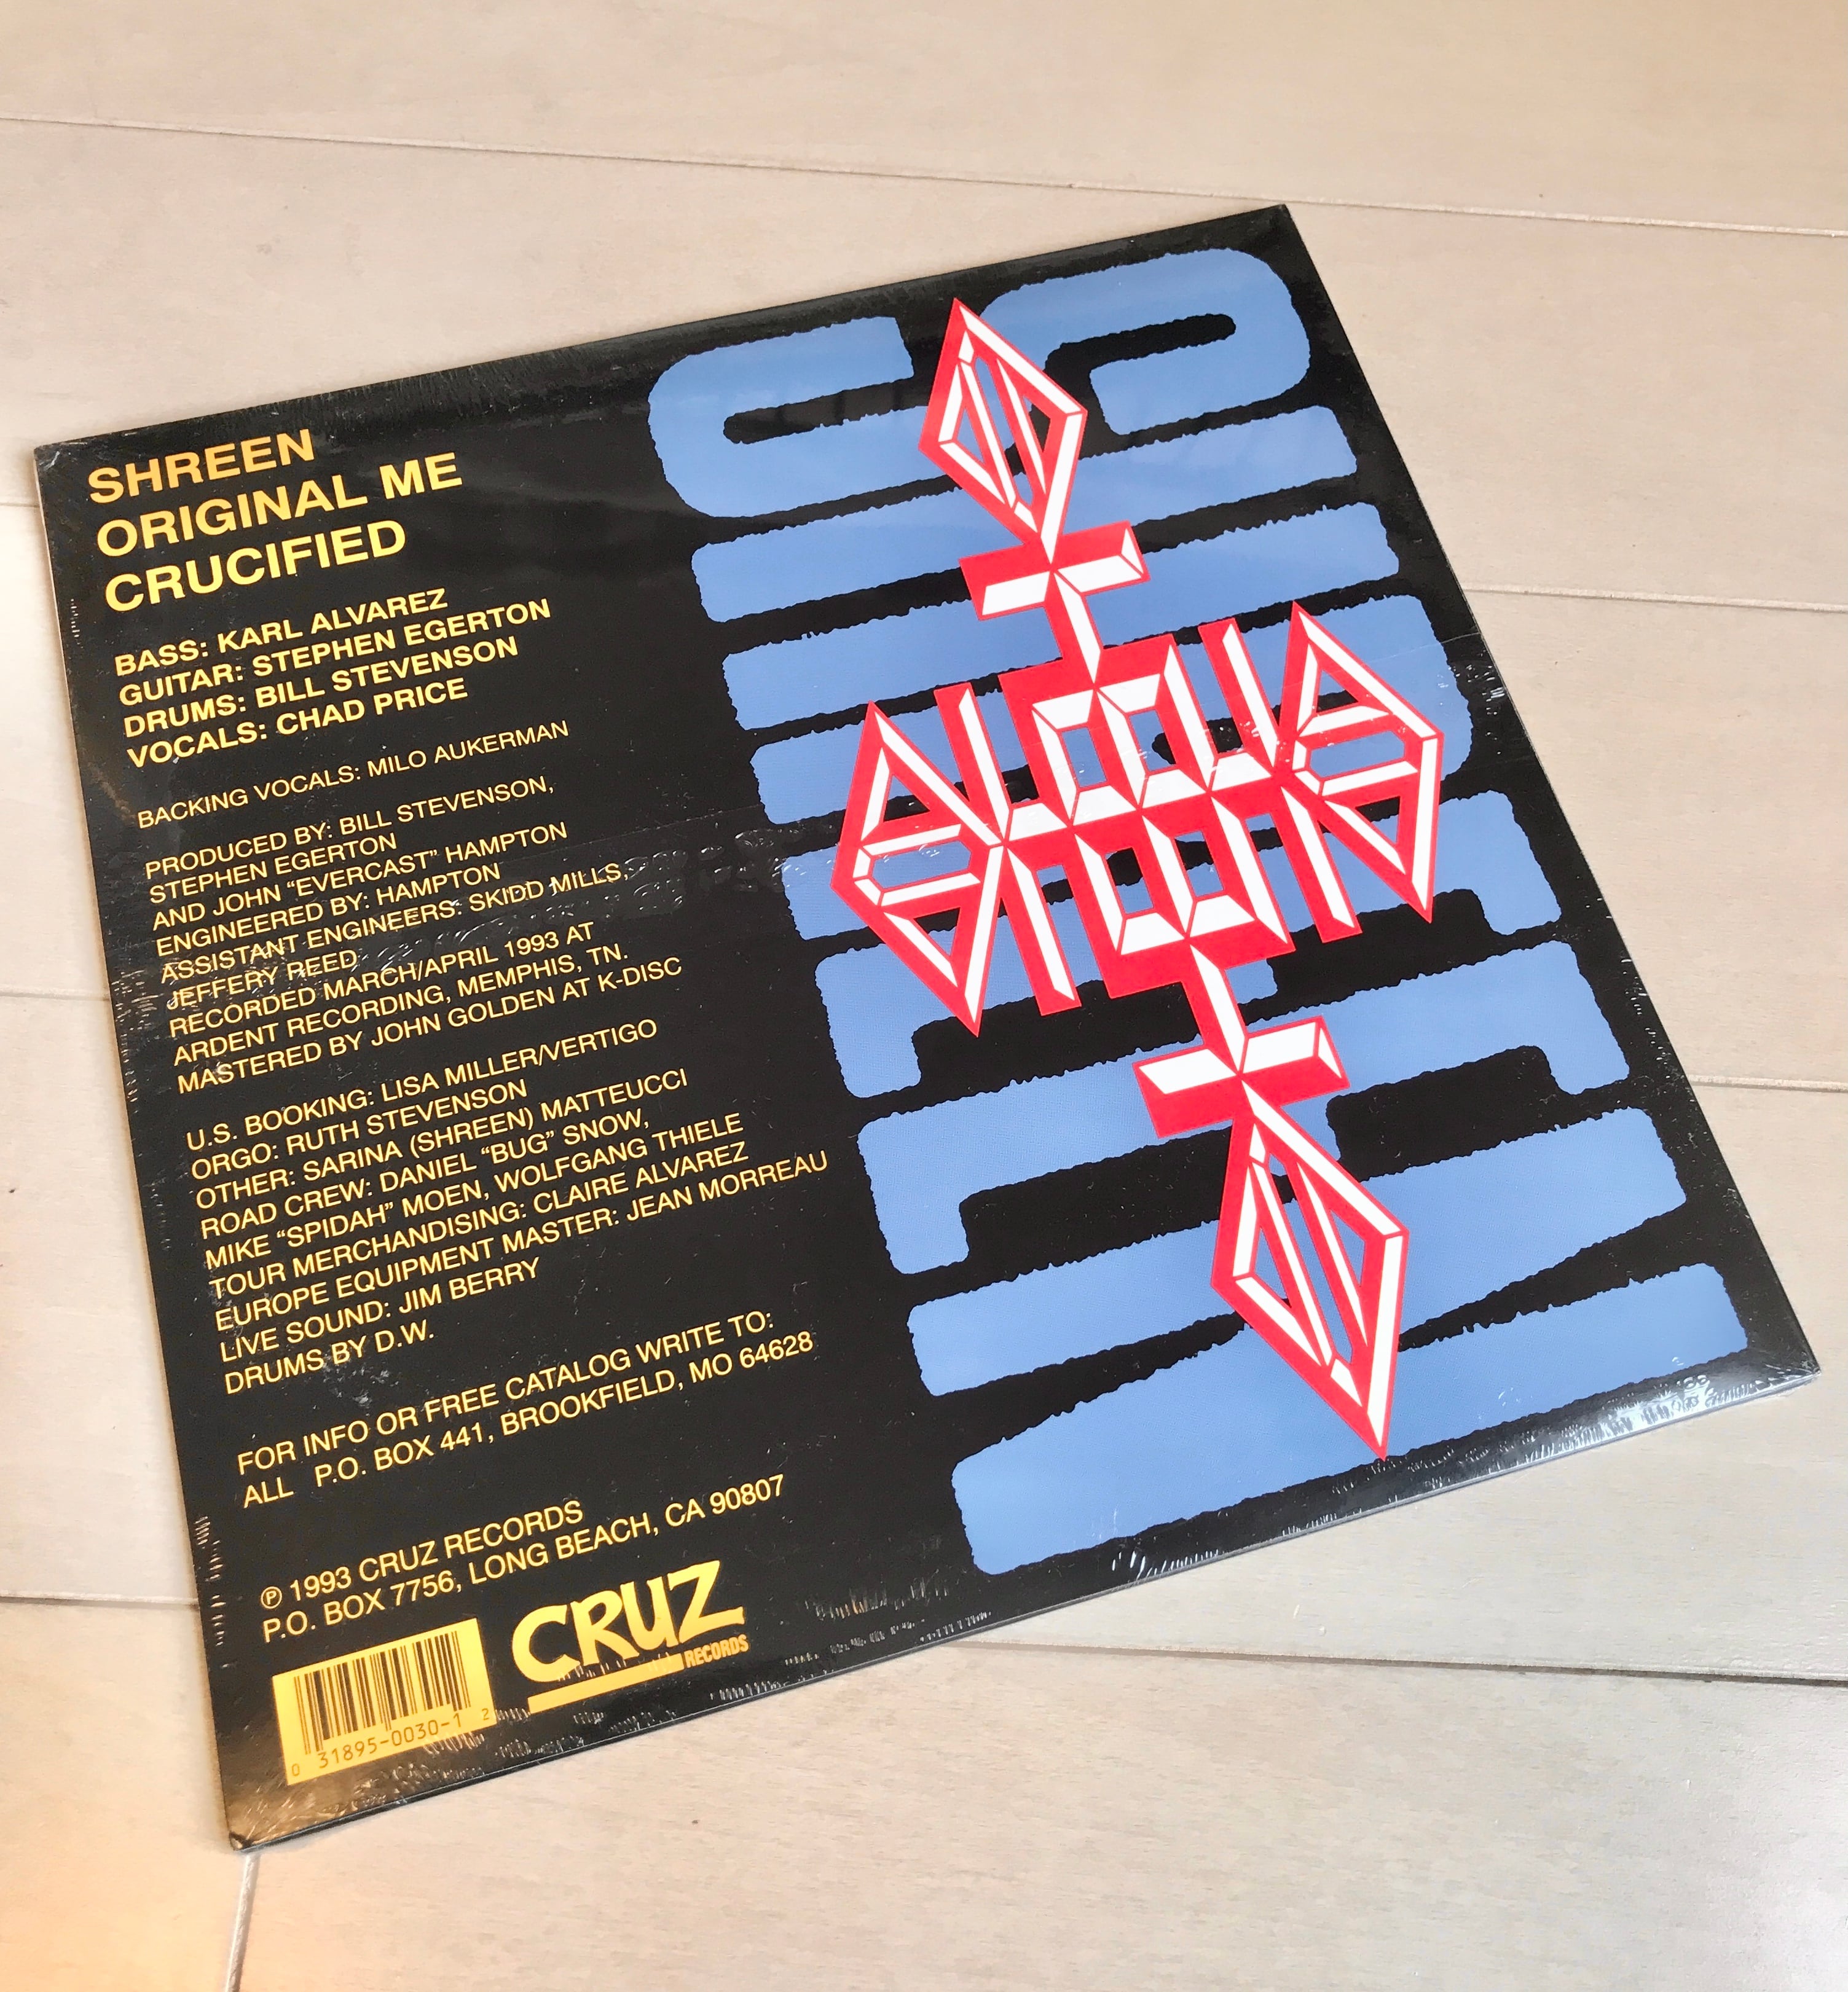 SHREEN
ORIGINAL ME
CRUCIFIED
BASS: KARL ALVAREZ
GUITAR: STEPHEN EGERTON
DRUMS: BILL STEVENSON
VOCALS: CHAD PRICE
BACKING VOCALS: MILO AUKERMAN
PRODUCED BY: BILL STEVENSON,
STEPHEN EGERTON
AND JOHN “EVERCAST” HAMPTON
ENGINEERED BY: HAMPTON
ASSISTANT ENGINEERS: SKIDD MILLS,
JEFFERY REED
RECORDED MARCH/APRIL 1993 AT
ARDENT RECORDING, MEMPHIS, TN.
MASTERED BY JOHN GOLDEN AT K-DISC
U.S. BOOKING: LISA MILLER/VERTIGO
ORGO: RUTH STEVENSON
OTHER: SARINA (SHREEN) MATTEUCCI
ROAD CREW: DANIEL “BUG” SNOW,
MIKE “SPIDAH” MOEN, WOLFGANG THIELE
TOUR MERCHANDISING: CLAIRE ALVAREZ
EUROPE EQUIPMENT MASTER: JEAN MORREAU
LIVE SOUND: JIM BERRY
DRUMS BY D.W.
FOR INFO OR FREE CATALOG WRITE TO:
ALL P.O. BOX 441, BROOKFIELD, MO 64628
℗ 1993 CRUZ RECORDS
P.O. BOX 7756, LONG BEACH, CA 90807
CRUZ
RECORDS
0 31895-0030-1 2